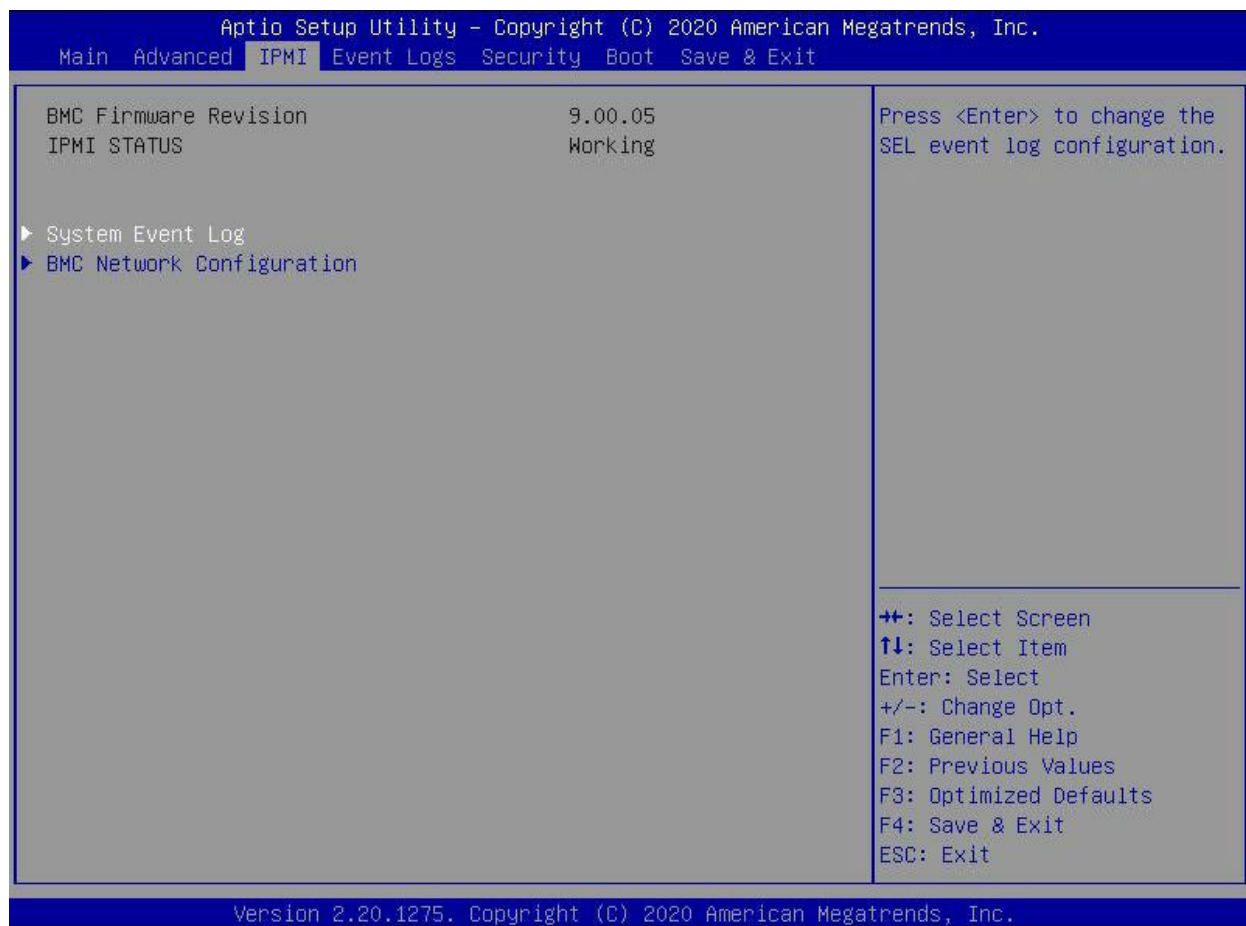 Aptio Setup Utility – Copyright (C) 2020 American Megatrends, Inc.
Main Advanced IPMI Event Logs Security Boot Save & Exit
BMC Firmware Revision 9.00.05
IPMI STATUS Working
System Event Log
BMC Network Configuration
Press <Enter> to change the
SEL event log configuration.
→←: Select Screen
↑↓: Select Item
Enter: Select
+/-: Change Opt.
F1: General Help
F2: Previous Values
F3: Optimized Defaults
F4: Save & Exit
ESC: Exit
Version 2.20.1275. Copyright (C) 2020 American Megatrends, Inc.